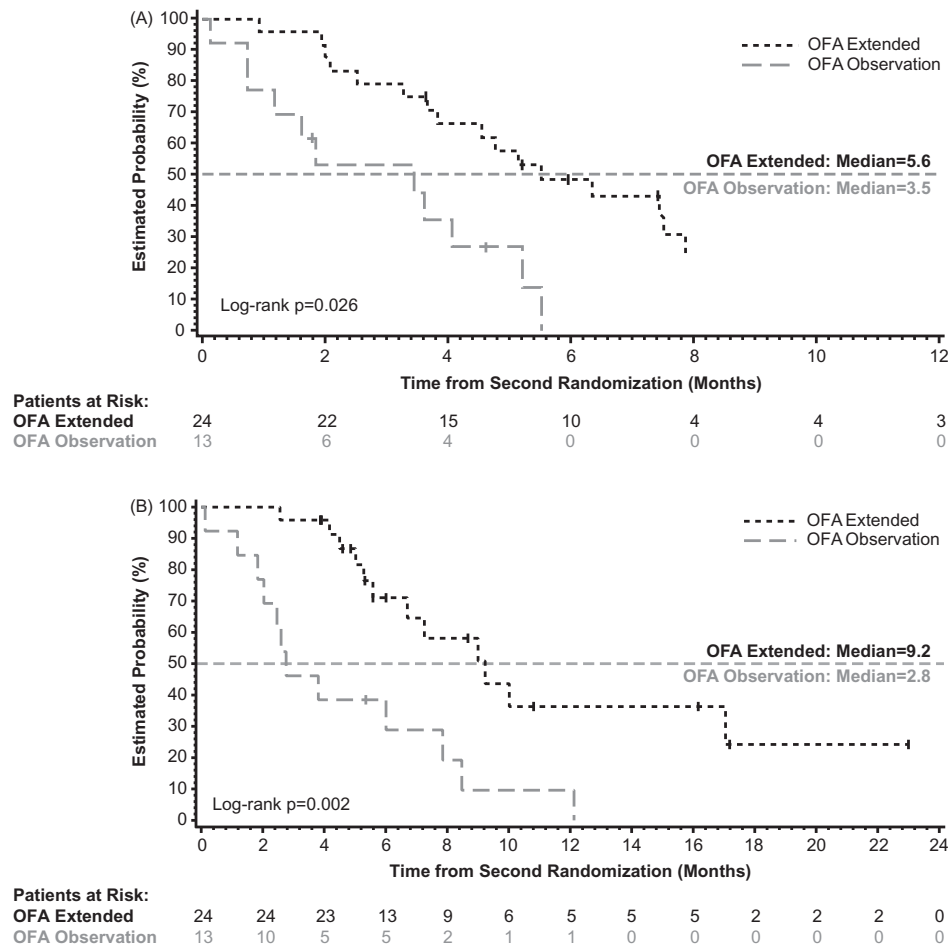 (A)
OFA Extended
OFA Observation
Estimated Probability (%)
100
90
80
70
60
50
40
30
20
10
0
OFA Extended: Median=5.6
OFA Observation: Median=3.5
Log-rank p=0.026
0 2 4 6 8 10 12
Time from Second Randomization (Months)
Patients at Risk:
OFA Extended 24 22 15 10 4 4 3
OFA Observation 13 6 4 0 0 0 0
(B)
OFA Extended
OFA Observation
Estimated Probability (%)
100
90
80
70
60
50
40
30
20
10
0
OFA Extended: Median=9.2
OFA Observation: Median=2.8
Log-rank p=0.002
0 2 4 6 8 10 12 14 16 18 20 22 24
Time from Second Randomization (Months)
Patients at Risk:
OFA Extended 24 24 23 13 9 6 5 5 5 2 2 2 0
OFA Observation 13 10 5 5 2 1 1 0 0 0 0 0 0